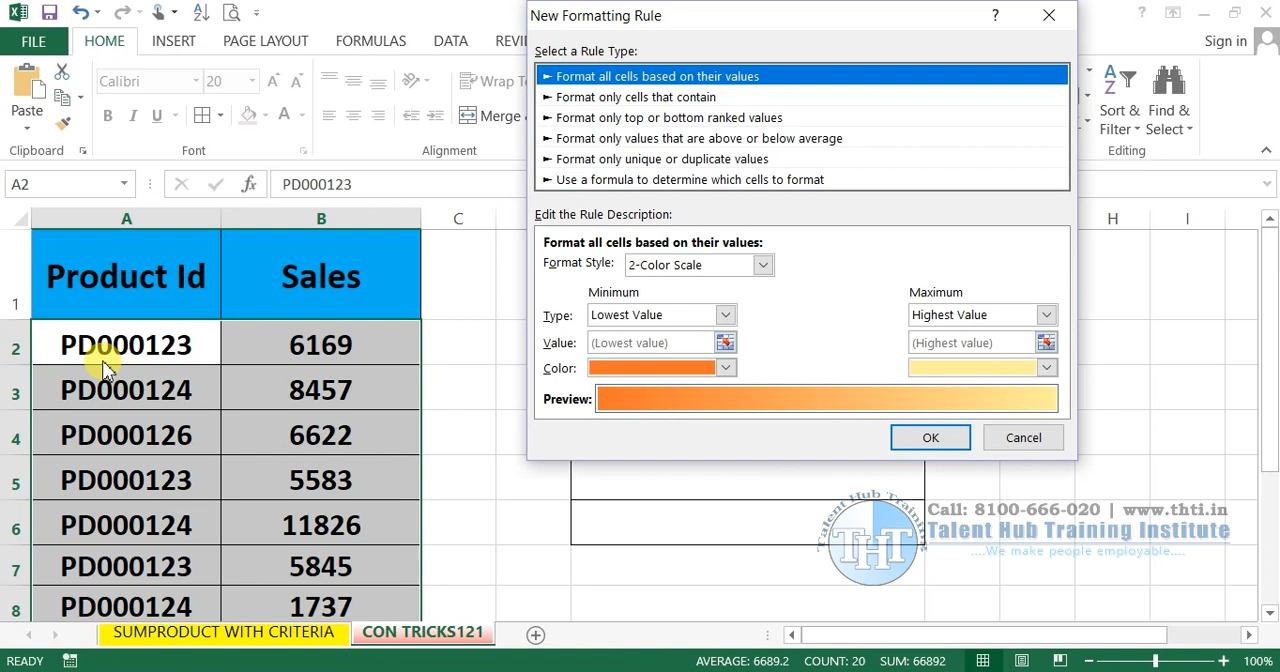 New Formatting Rule
?
FILE
HOME
INSERT
PAGE LAYOUT
FORMULAS
DATA
REVIE
Sign in
Paste
Clipboard
Calibri
20
B I U
Font
Wrap T
Merge
Alignment
Sort & Filter
Find & Select
Editing
A2
PD000123
Select a Rule Type:
► Format all cells based on their values
► Format only cells that contain
► Format only top or bottom ranked values
► Format only values that are above or below average
► Format only unique or duplicate values
► Use a formula to determine which cells to format
Edit the Rule Description:
Format all cells based on their values:
Format Style: 2-Color Scale
Minimum Maximum
Type: Lowest Value Highest Value
Value: (Lowest value) (Highest value)
Color:
Preview:
OK Cancel
A B C H I
1 Product Id Sales
2 PD000123 6169
3 PD000124 8457
4 PD000126 6622
5 PD000123 5583
6 PD000124 11826
7 PD000123 5845
8 PD000124 1737
Talent Hub Training
THT
Call: 8100-666-020 | www.thti.in
Talent Hub Training Institute
....We make people employable....
SUMPRODUCT WITH CRITERIA
CON TRICKS121
READY
AVERAGE: 6689.2 COUNT: 20 SUM: 66892
100%